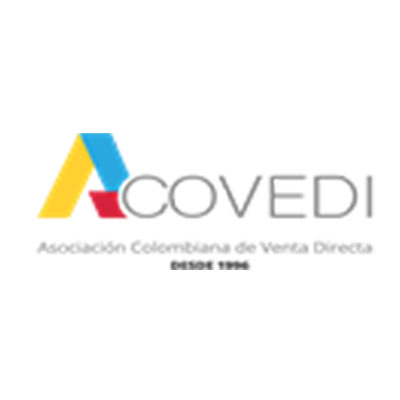 ACOVEDI
Asociación Colombiana de Venta Directa
DESDE 1996